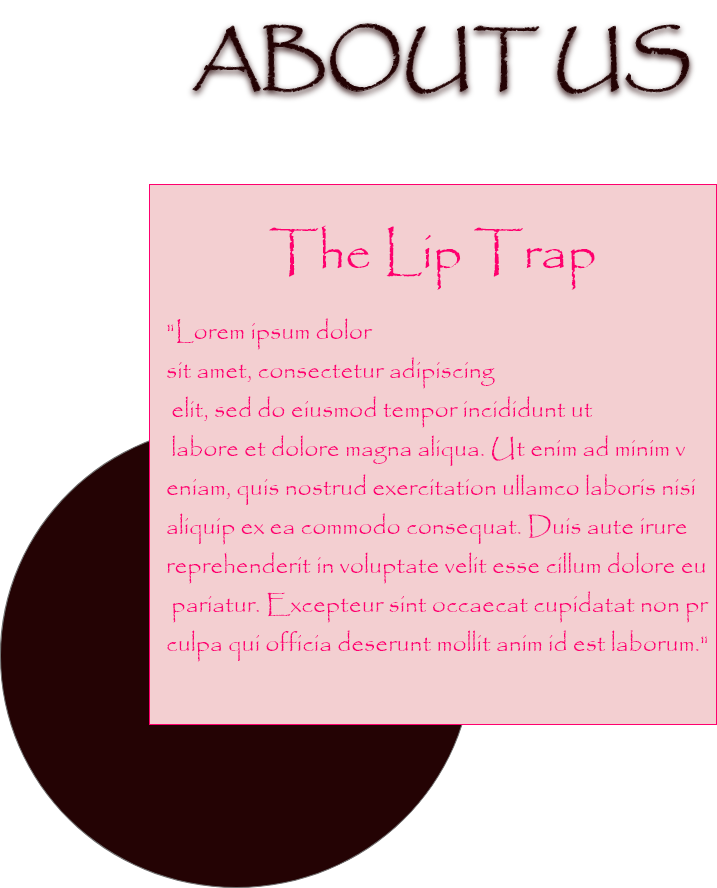 ABOUT US
The Lip Trap
"Lorem ipsum dolor
sit amet, consectetur adipiscing
elit, sed do eiusmod tempor incididunt ut
labore et dolore magna aliqua. Ut enim ad minim v
eniam, quis nostrud exercitation ullamco laboris nisi
aliquip ex ea commodo consequat. Duis aute irure
reprehenderit in voluptate velit esse cillum dolore eu
pariatur. Excepteur sint occaecat cupidatat non pr
culpa qui officia deserunt mollit anim id est laborum."